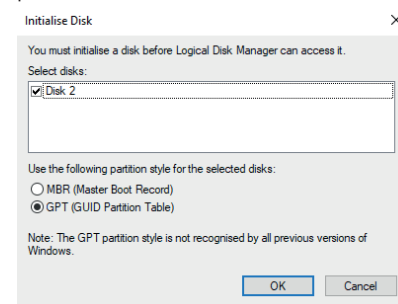 Initialise Disk
You must initialise a disk before Logical Disk Manager can access it.
Select disks:
Disk 2
Use the following partition style for the selected disks:
MBR (Master Boot Record)
GPT (GUID Partition Table)
Note: The GPT partition style is not recognised by all previous versions of
Windows.
OK Cancel